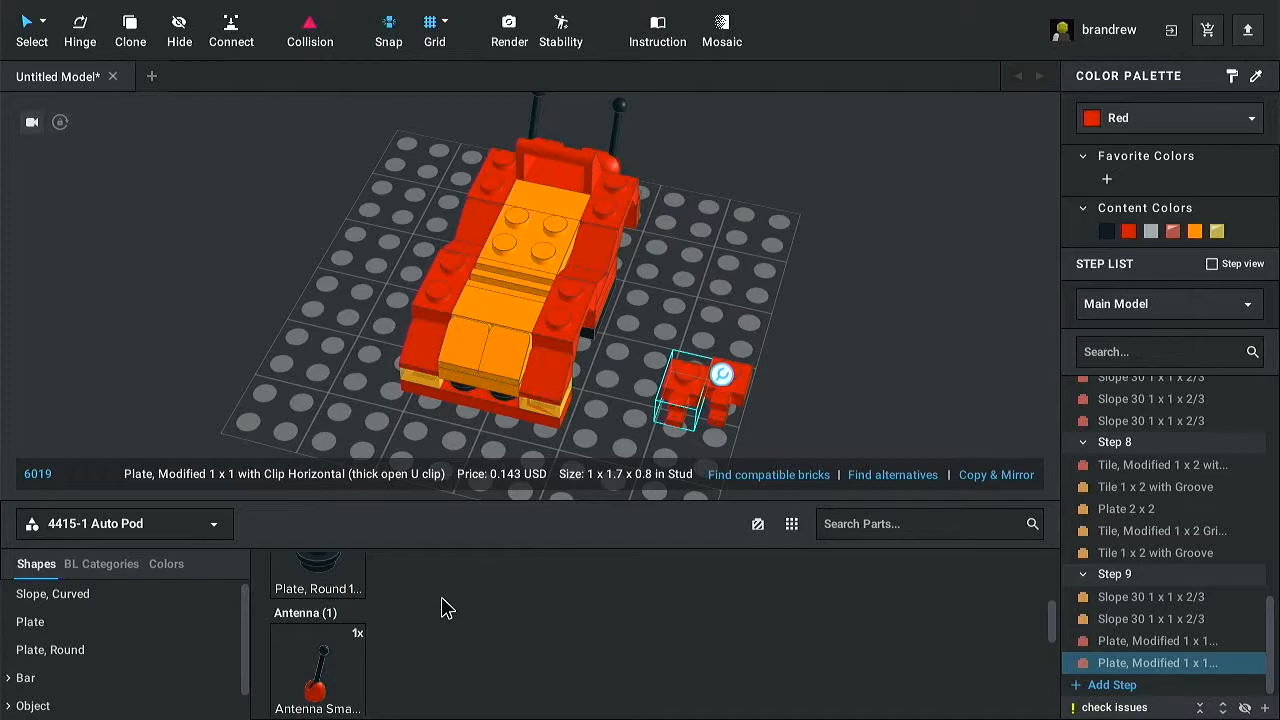 Select Hinge Clone Hide Connect Collision Snap Grid Render Stability Instruction Mosaic brandrew
Untitled Model*
COLOR PALETTE
Red
Favorite Colors
Content Colors
STEP LIST Step view
Main Model
Search...
Slope 30 1 x 1 x 2/3
Slope 30 1 x 1 x 2/3
Slope 30 1 x 1 x 2/3
Step 8
Tile, Modified 1 x 2 wit...
Tile 1 x 2 with Groove
Plate 2 x 2
Tile, Modified 1 x 2 Gri...
Tile 1 x 2 with Groove
Step 9
Slope 30 1 x 1 x 2/3
Slope 30 1 x 1 x 2/3
Plate, Modified 1 x 1...
Plate, Modified 1 x 1...
+ Add Step
! check issues
6019 Plate, Modified 1 x 1 with Clip Horizontal (thick open U clip) Price: 0.143 USD Size: 1 x 1.7 x 0.8 in Stud Find compatible bricks | Find alternatives | Copy & Mirror
4415-1 Auto Pod Search Parts...
Shapes BL Categories Colors
Slope, Curved
Plate
Plate, Round
Bar
Object
Plate, Round 1...
Antenna (1)
1x
Antenna Sma...